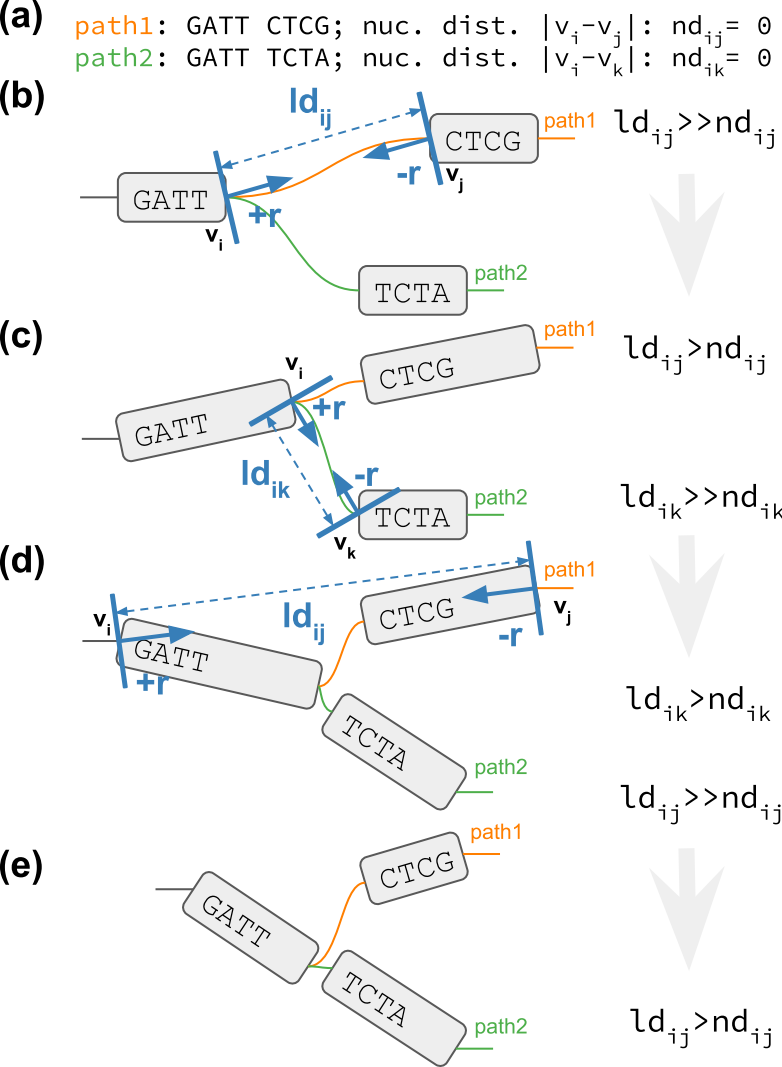 (a)
path1: GATT CTCG; nuc. dist. |vi-vj|: ndij= 0
path2: GATT TCTA; nuc. dist. |vi-vk|: ndik= 0
(b)
ldij
path1
CTCG
ldij>>ndij
-r
vj
GATT
+r
vi
path2
TCTA
(c)
path1
ldij>ndij
vi
CTCG
+r
GATT
ldik
-r
path2
ldik>>ndik
TCTA
vk
(d)
path1
vi
ldij
CTCG
vj
GATT
-r
+r
ldik>ndik
TCTA
path2
ldij>>ndij
path1
(e)
CTCG
GATT
TCTA
path2
ldij>ndij